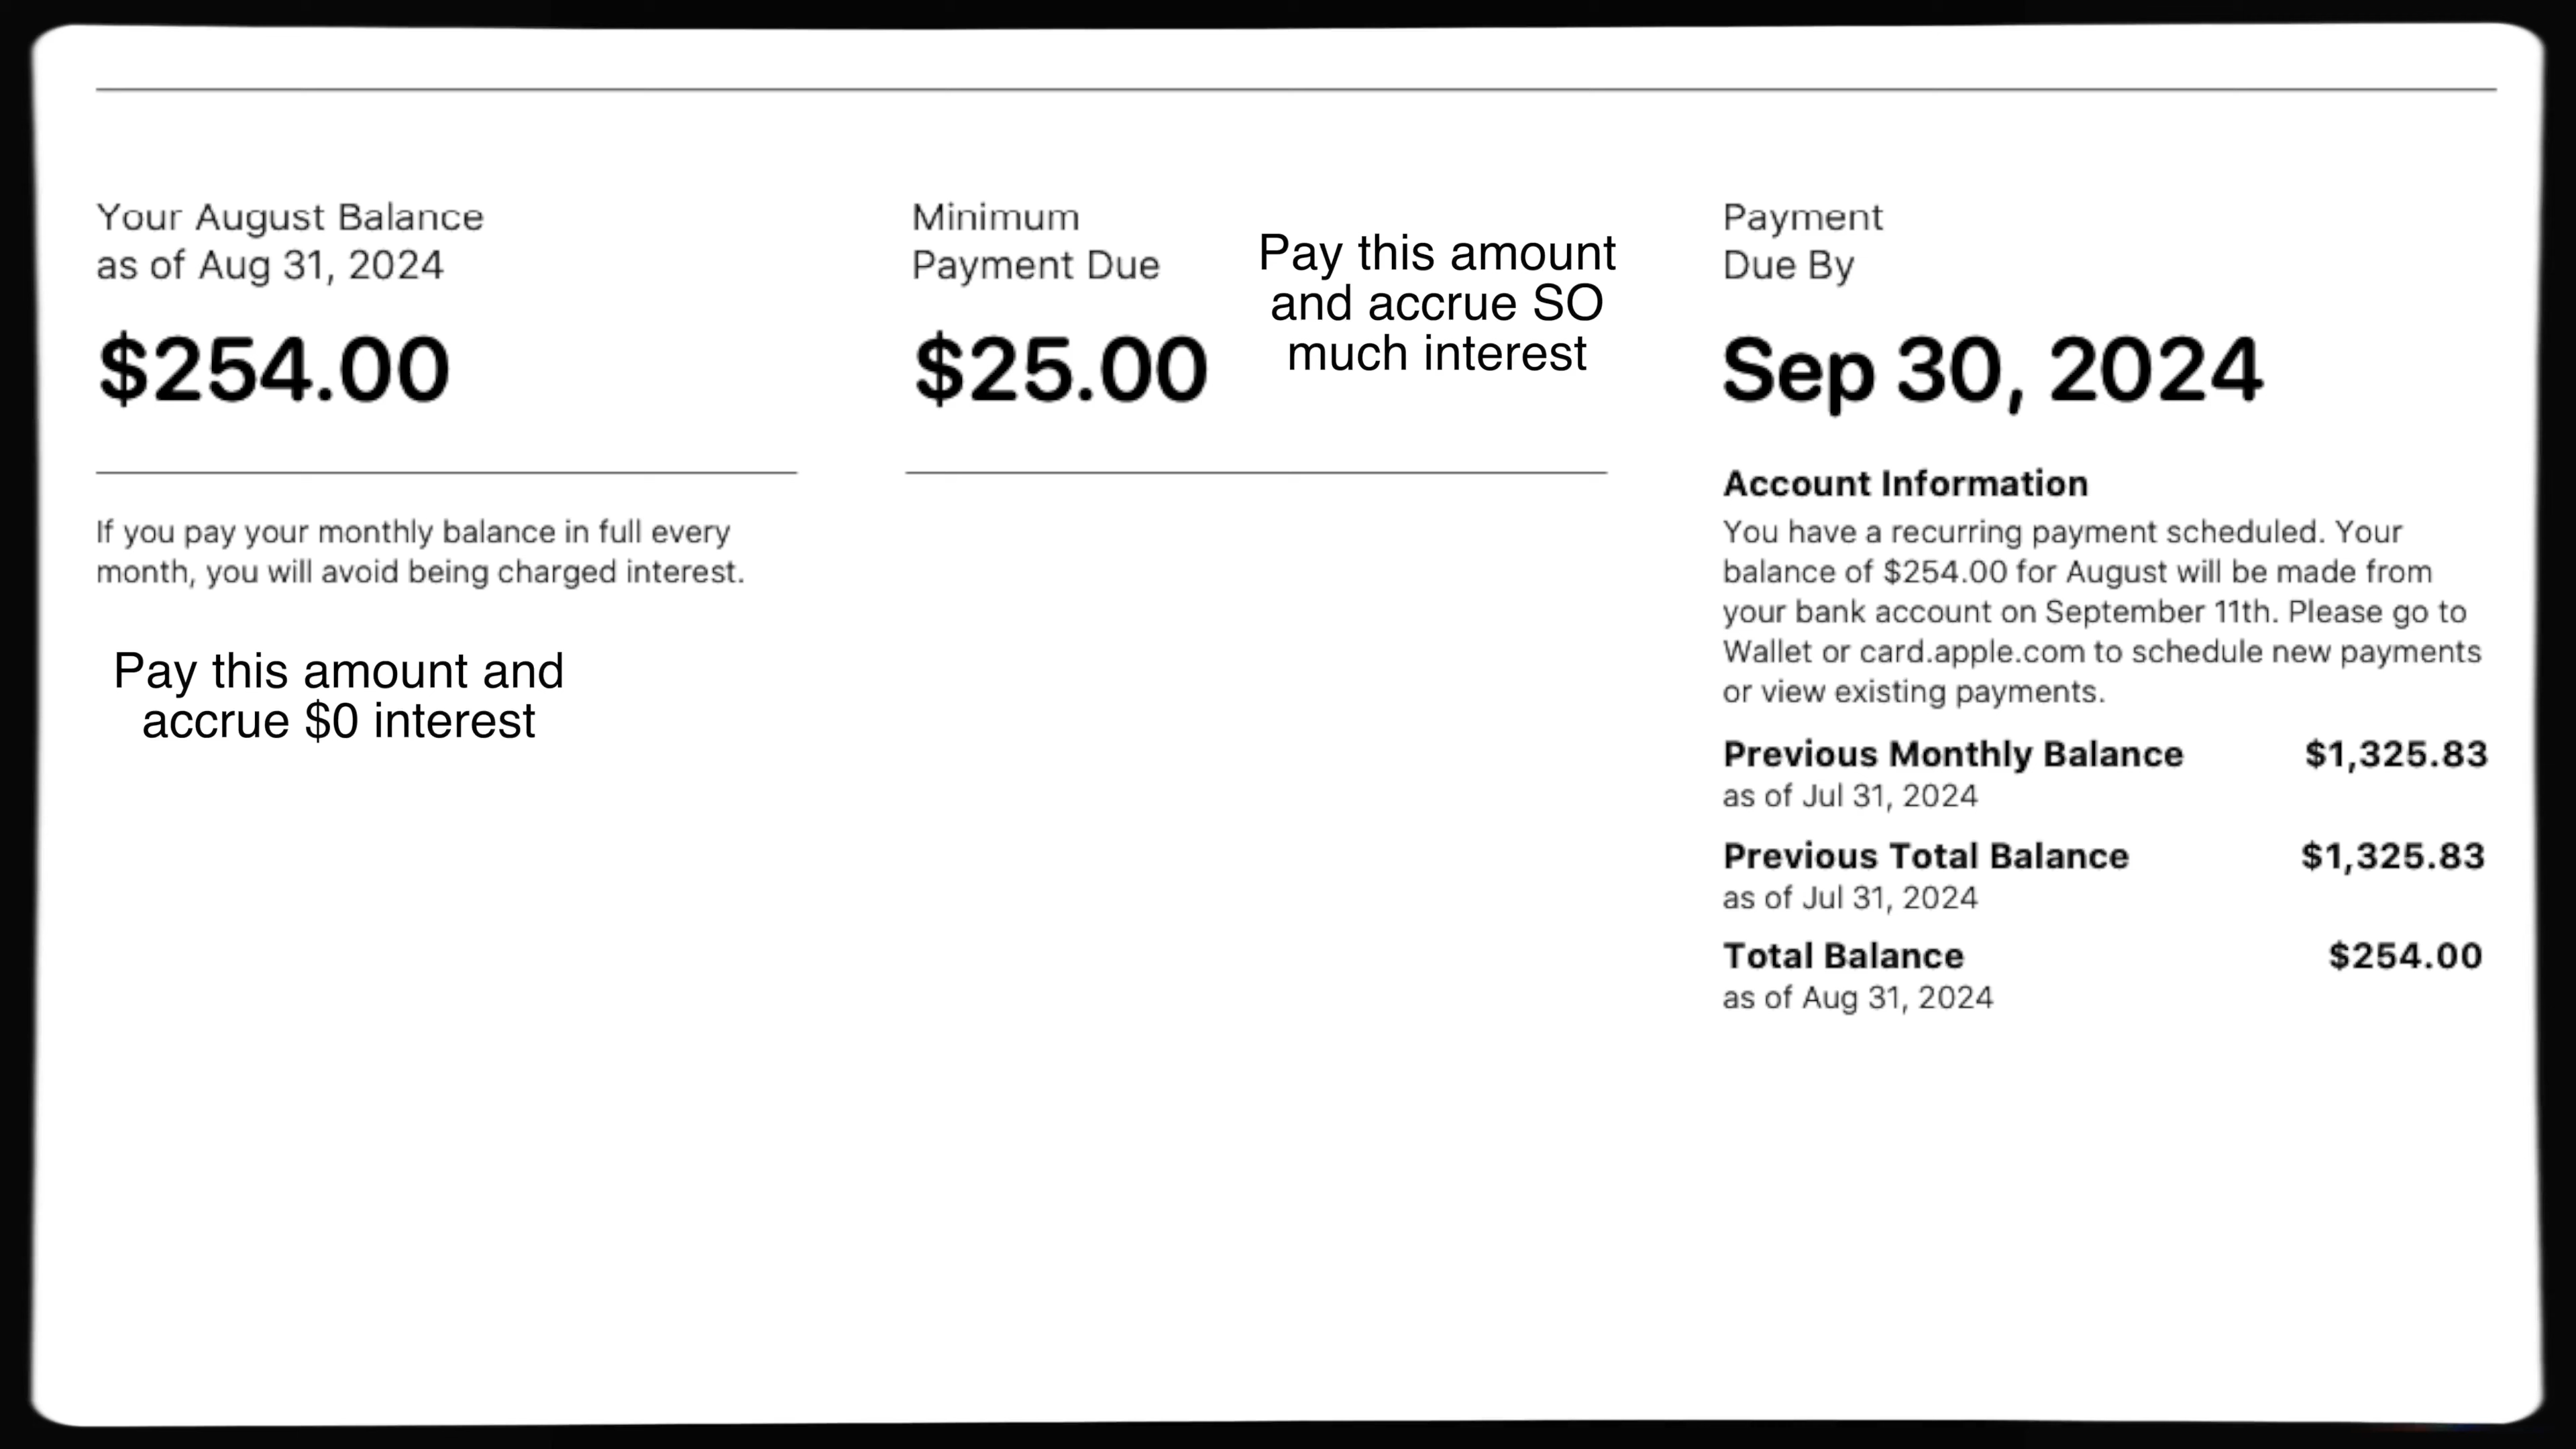 Your August Balance
as of Aug 31, 2024
$254.00
If you pay your monthly balance in full every
month, you will avoid being charged interest.
Pay this amount and
accrue $0 interest
Minimum
Payment Due
$25.00
Pay this amount
and accrue SO
much interest
Payment
Due By
Sep 30, 2024
Account Information
You have a recurring payment scheduled. Your
balance of $254.00 for August will be made from
your bank account on September 11th. Please go to
Wallet or card.apple.com to schedule new payments
or view existing payments.
Previous Monthly Balance $1,325.83
as of Jul 31, 2024
Previous Total Balance $1,325.83
as of Jul 31, 2024
Total Balance $254.00
as of Aug 31, 2024